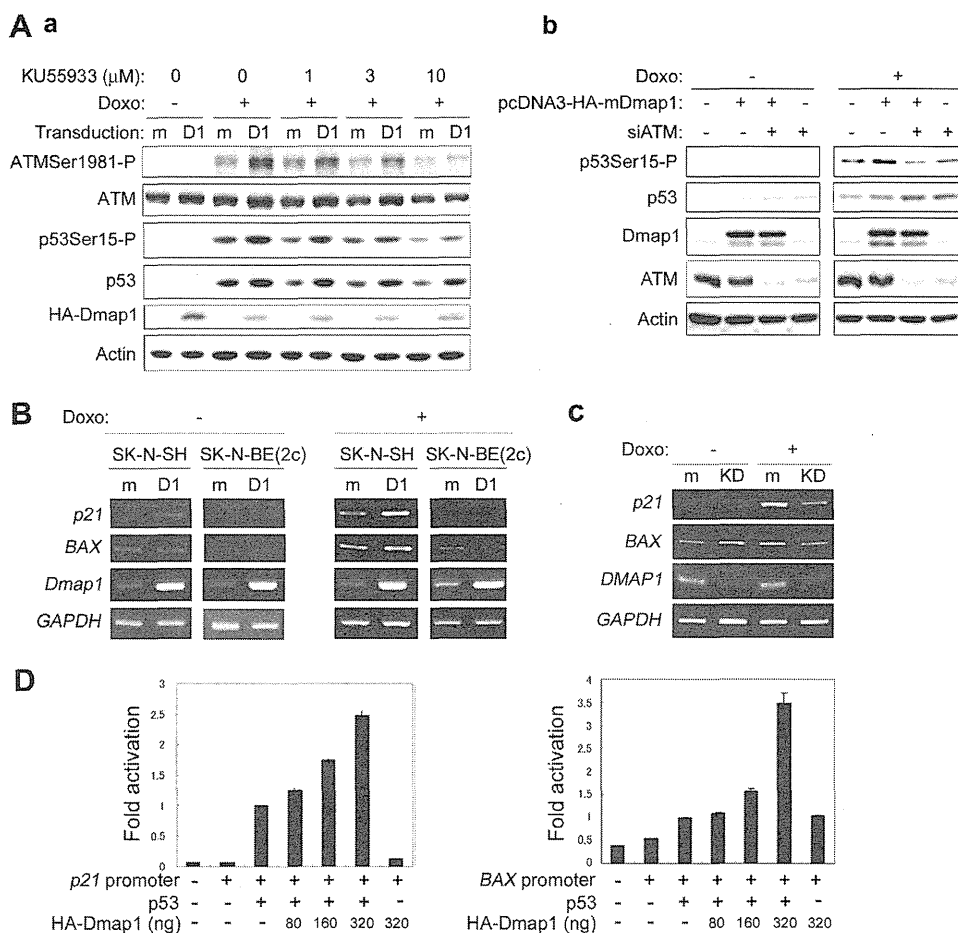 A a
KU55933 (μM): 0 0 1 3 10
Doxo: - + + + +
Transduction: m D1 m D1 m D1 m D1 m D1
ATMSer1981-P
ATM
p53Ser15-P
p53
HA-Dmap1
Actin
b
Doxo: - +
pcDNA3-HA-mDmap1: - + + - - + + -
siATM: - - + + - - + +
p53Ser15-P
p53
Dmap1
ATM
Actin
B
Doxo: - +
SK-N-SH SK-N-BE(2c) SK-N-SH SK-N-BE(2c)
m D1 m D1 m D1 m D1
p21
BAX
Dmap1
GAPDH
c
Doxo: - +
m KD m KD
p21
BAX
DMAP1
GAPDH
D
Fold activation
3
2.5
2
1.5
1
0.5
0
p21 promoter - + + + + + +
p53 - - + + + + -
HA-Dmap1 (ng) - - - 80 160 320 320
Fold activation
4
3.5
3
2.5
2
1.5
1
0.5
0
BAX promoter - + + + + + +
p53 - - + + + + -
HA-Dmap1 (ng) - - - 80 160 320 320